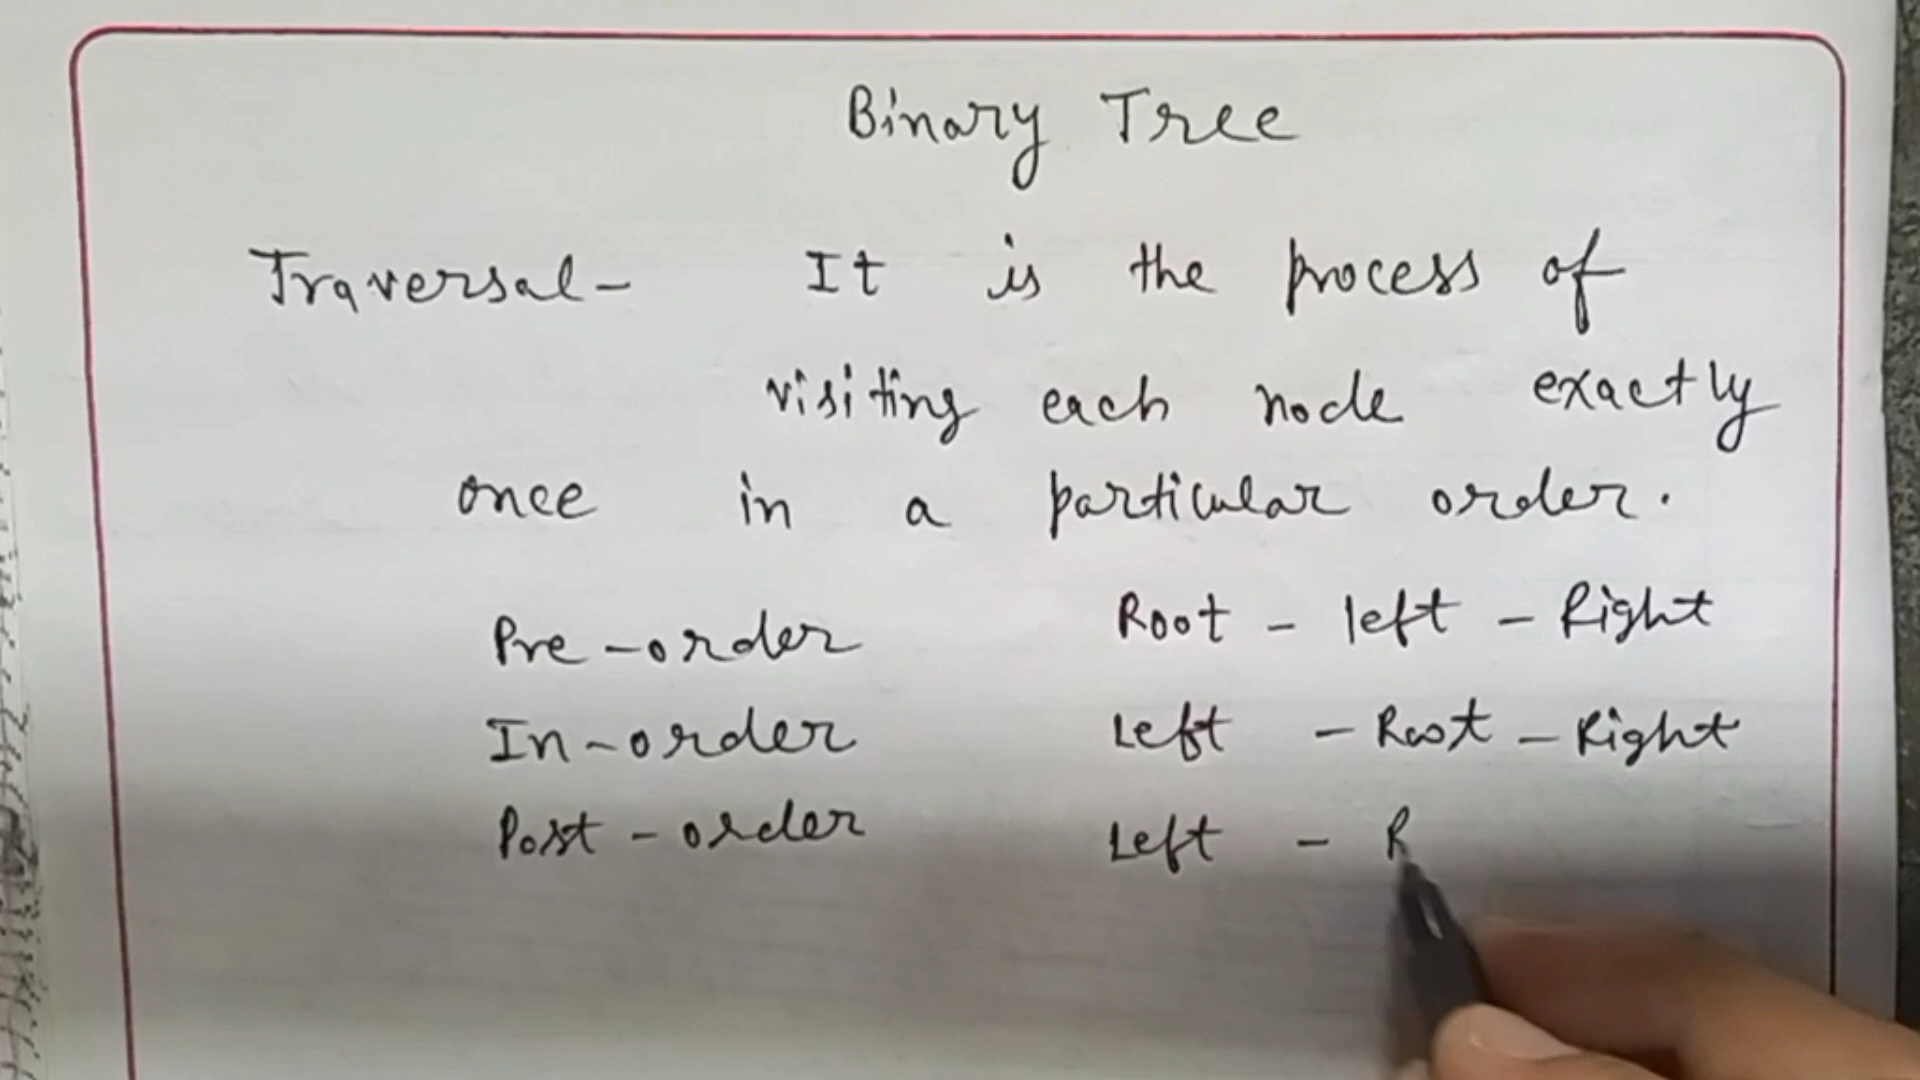 Binary Tree
Traversal- It is the process of
visiting each node exactly
once in a particular order.
Pre-order Root - left - Right
In-order Left - Root - Right
Post-order Left - R